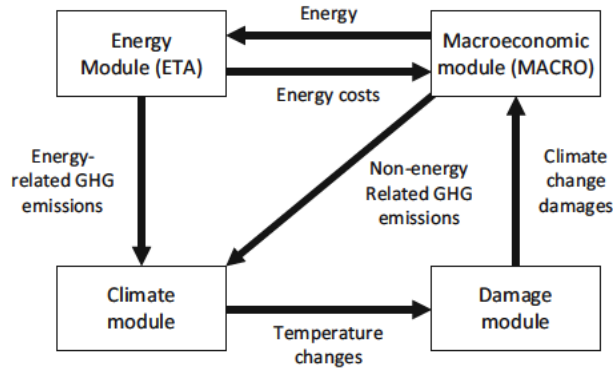 Energy
Energy
Module (ETA)
Macroeconomic
module (MACRO)
Energy costs
Energy-
related GHG
emissions
Non-energy
Related GHG
emissions
Climate
change
damages
Climate
module
Damage
module
Temperature
changes